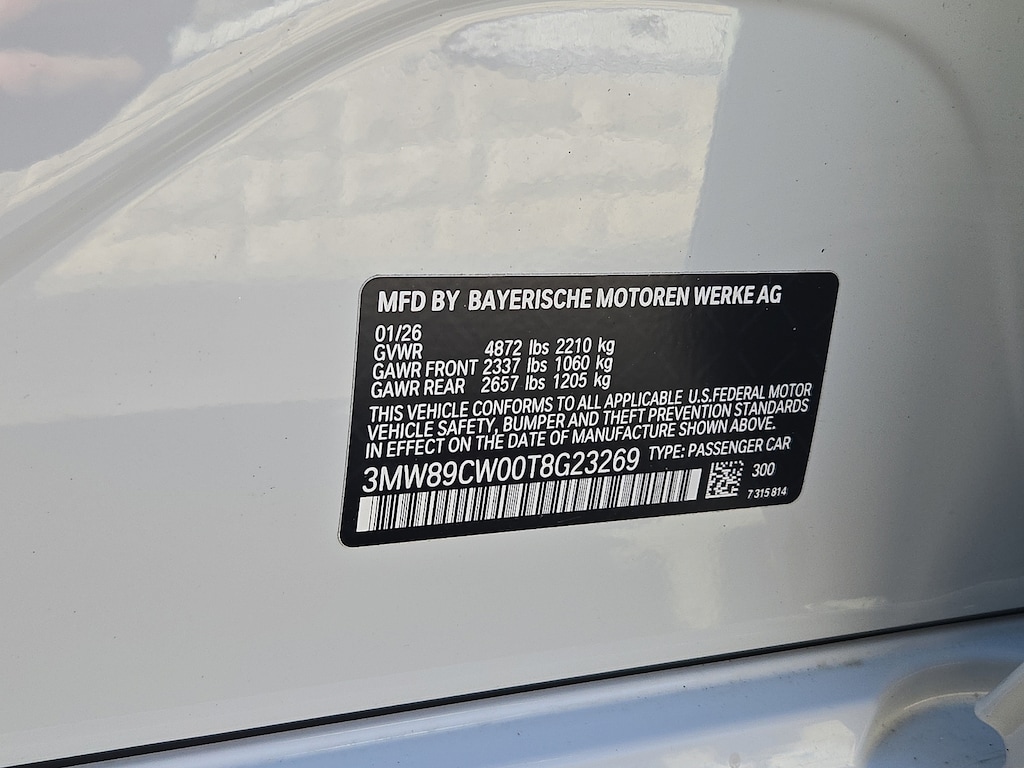 MFD BY BAYERISCHE MOTOREN WERKE AG
01/26
GVWR 4872 lbs 2210 kg
GAWR FRONT 2337 lbs 1060 kg
GAWR REAR 2657 lbs 1205 kg
THIS VEHICLE CONFORMS TO ALL APPLICABLE U.S.FEDERAL MOTOR
VEHICLE SAFETY, BUMPER AND THEFT PREVENTION STANDARDS
IN EFFECT ON THE DATE OF MANUFACTURE SHOWN ABOVE.
3MW89CW00T8G23269 TYPE: PASSENGER CAR
300
7 315 814